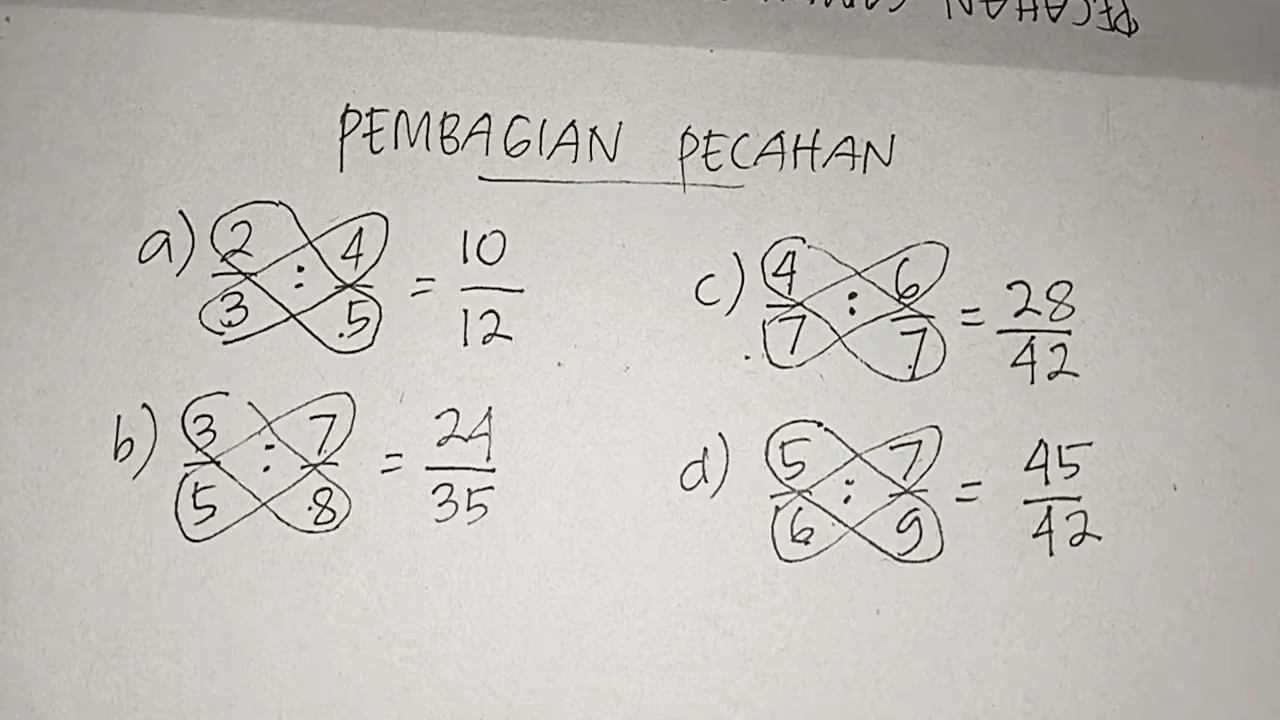 PECAHAN
PEMBAGIAN PECAHAN
a) 2/3 : 4/5 = 10/12
b) 3/5 : 7/8 = 24/35
c) 4/7 : 6/7 = 28/42
d) 5/6 : 7/9 = 45/42